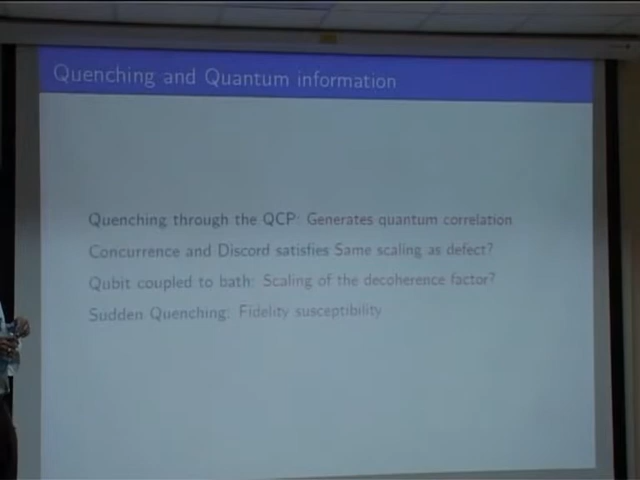 Quenching and Quantum information
Quenching through the QCP: Generates quantum correlation
Concurrence and Discord satisfies Same scaling as defect?
Qubit coupled to bath: Scaling of the decoherence factor?
Sudden Quenching: Fidelity susceptibility